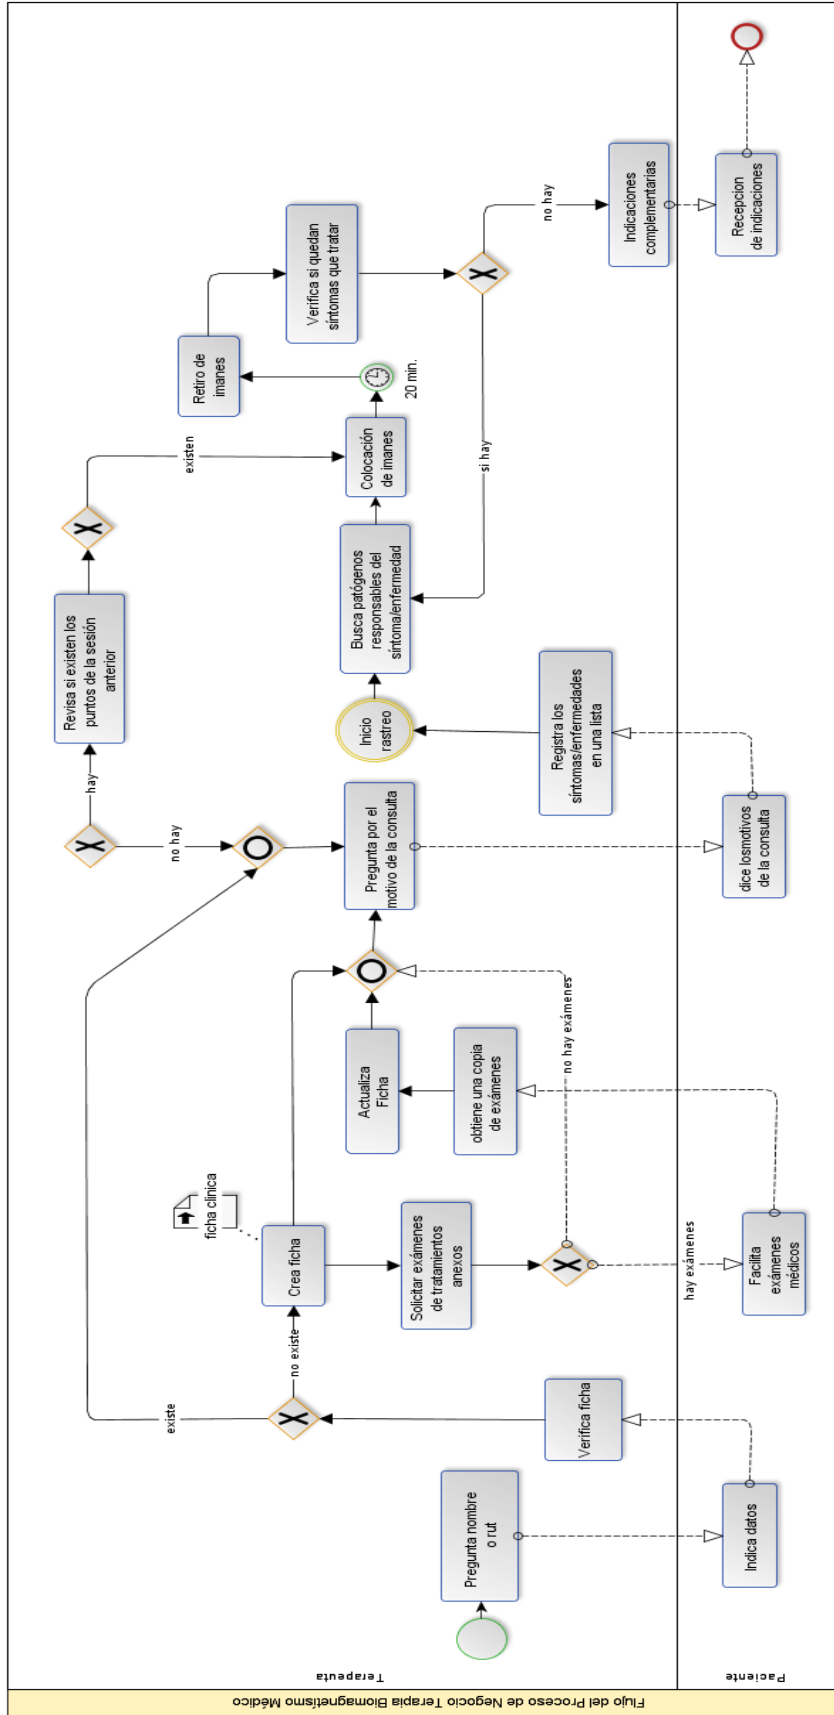 Flujo del Proceso de Negocio Terapia Biomagnetismo Médico
Terapeuta
Paciente
Pregunta nombre
o rut
Indica datos
Verifica ficha
existe
no existe
Crea ficha
ficha clinica
Solicitar exámenes
de tratamientos
anexos
hay exámenes
no hay exámenes
Facilita
exámenes
médicos
obtiene una copia
de exámenes
Actualiza
Ficha
Pregunta por el
motivo de la consulta
dice losmotivos
de la consulta
no hay
hay
Revisa si existen los
puntos de la sesión
anterior
existen
Registra los
síntomas/enfermedades
en una lista
Inicio
rastreo
Busca patógenos
responsables del
síntoma/enfermedad
Colocación
de imanes
20 min.
Retiro de
imanes
Verifica si quedan
síntomas que tratar
si hay
no hay
Indicaciones
complementarias
Recepcion
de indicaciones